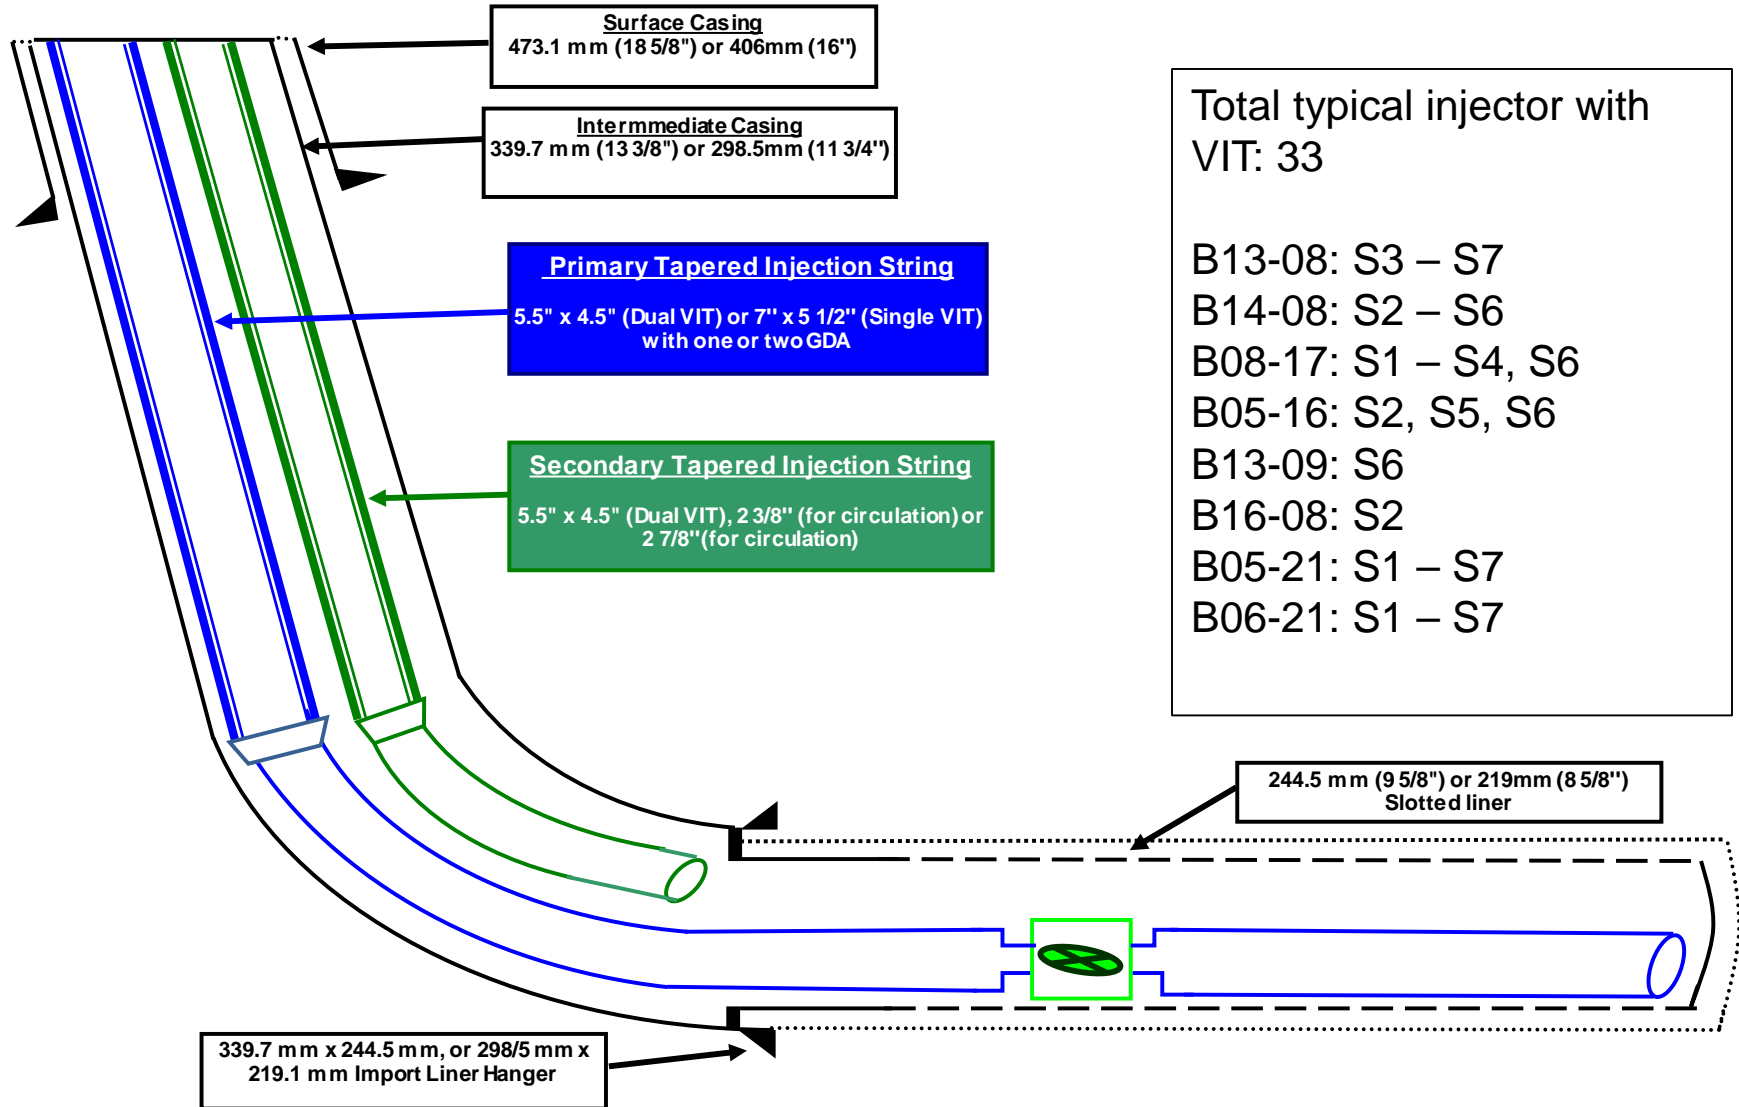 Surface Casing
473.1 mm (18 5/8") or 406mm (16'')
Intermmediate Casing
339.7 mm (13 3/8") or 298.5mm (11 3/4'')
Primary Tapered Injection String
5.5" x 4.5" (Dual VIT) or 7'' x 5 1/2'' (Single VIT)
with one or two GDA
Secondary Tapered Injection String
5.5" x 4.5" (Dual VIT), 2 3/8'' (for circulation) or
2 7/8'' (for circulation)
Total typical injector with
VIT: 33
B13-08: S3 – S7
B14-08: S2 – S6
B08-17: S1 – S4, S6
B05-16: S2, S5, S6
B13-09: S6
B16-08: S2
B05-21: S1 – S7
B06-21: S1 – S7
244.5 mm (9 5/8") or 219mm (8 5/8'')
Slotted liner
339.7 mm x 244.5 mm, or 298/5 mm x
219.1 mm Import Liner Hanger